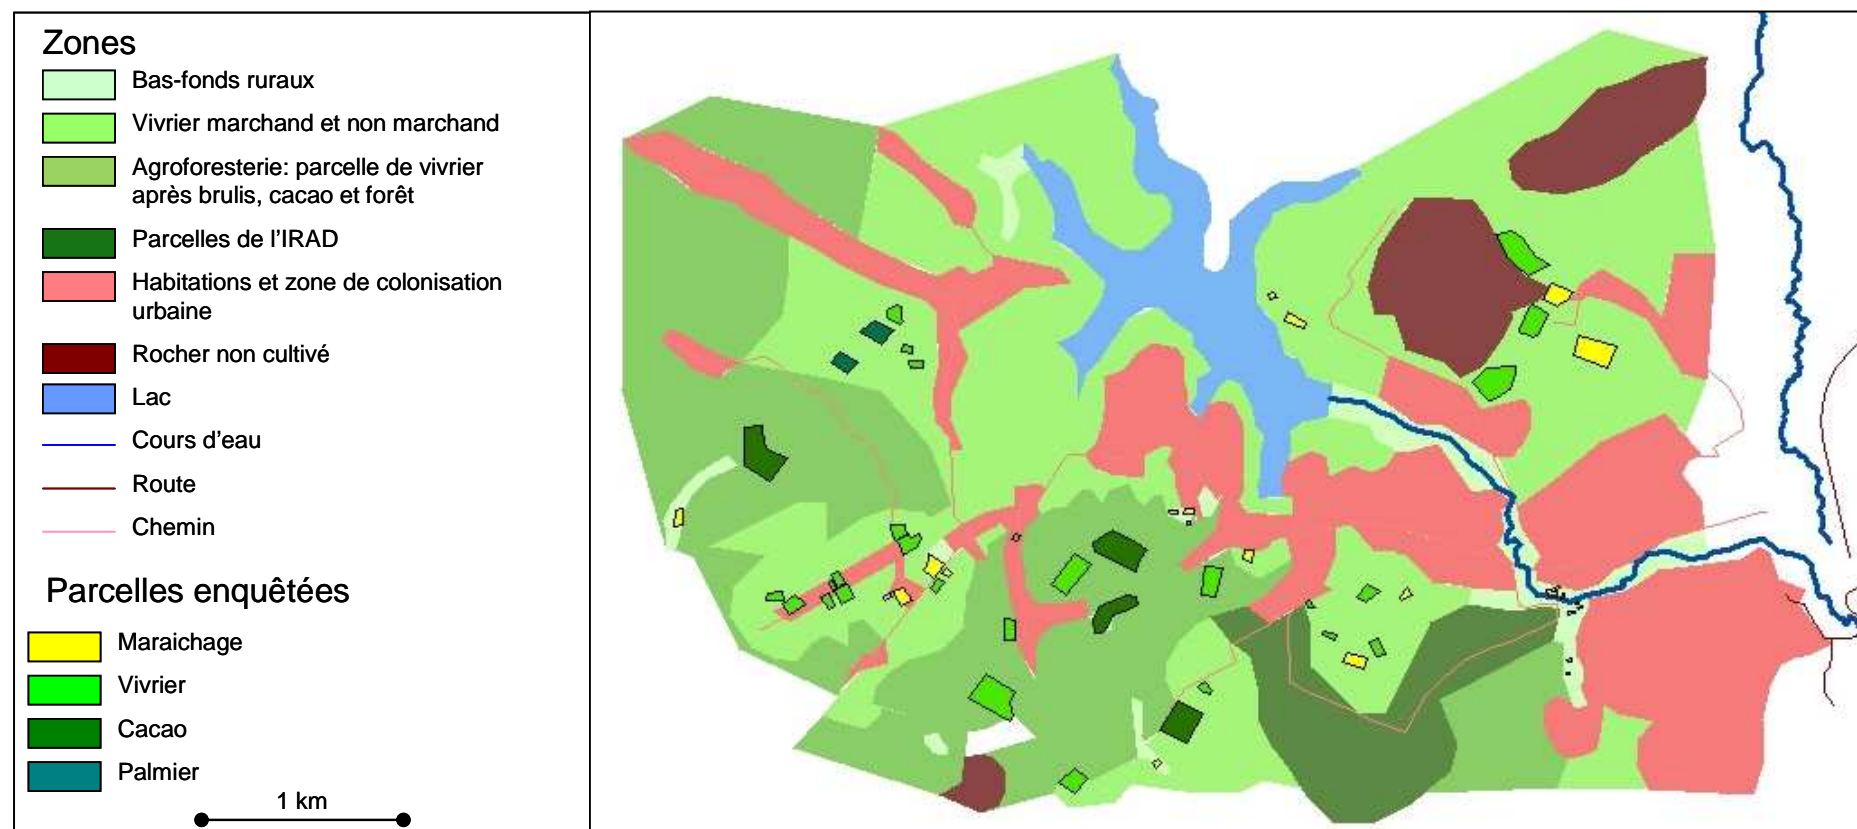 Zones
Bas-fonds ruraux
Vivrier marchand et non marchand
Agroforesterie: parcelle de vivrier
après brulis, cacao et forêt
Parcelles de l'IRAD
Habitations et zone de colonisation
urbaine
Rocher non cultivé
Lac
Cours d'eau
Route
Chemin
Parcelles enquêtées
Maraichage
Vivrier
Cacao
Palmier
1 km